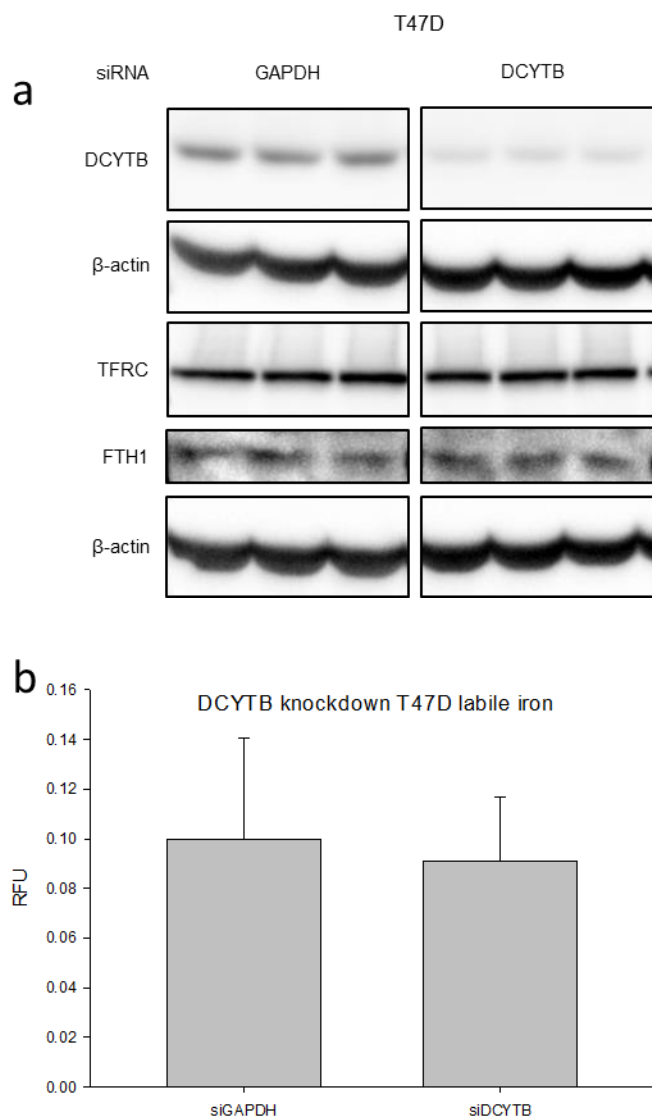 T47D
siRNA GAPDH DCYTB
a
DCYTB
β-actin
TFRC
FTH1
β-actin
b
DCYTB knockdown T47D labile iron
0.16
0.14
0.12
0.10
0.08
0.06
0.04
0.02
0.00
RFU
siGAPDH siDCYTB